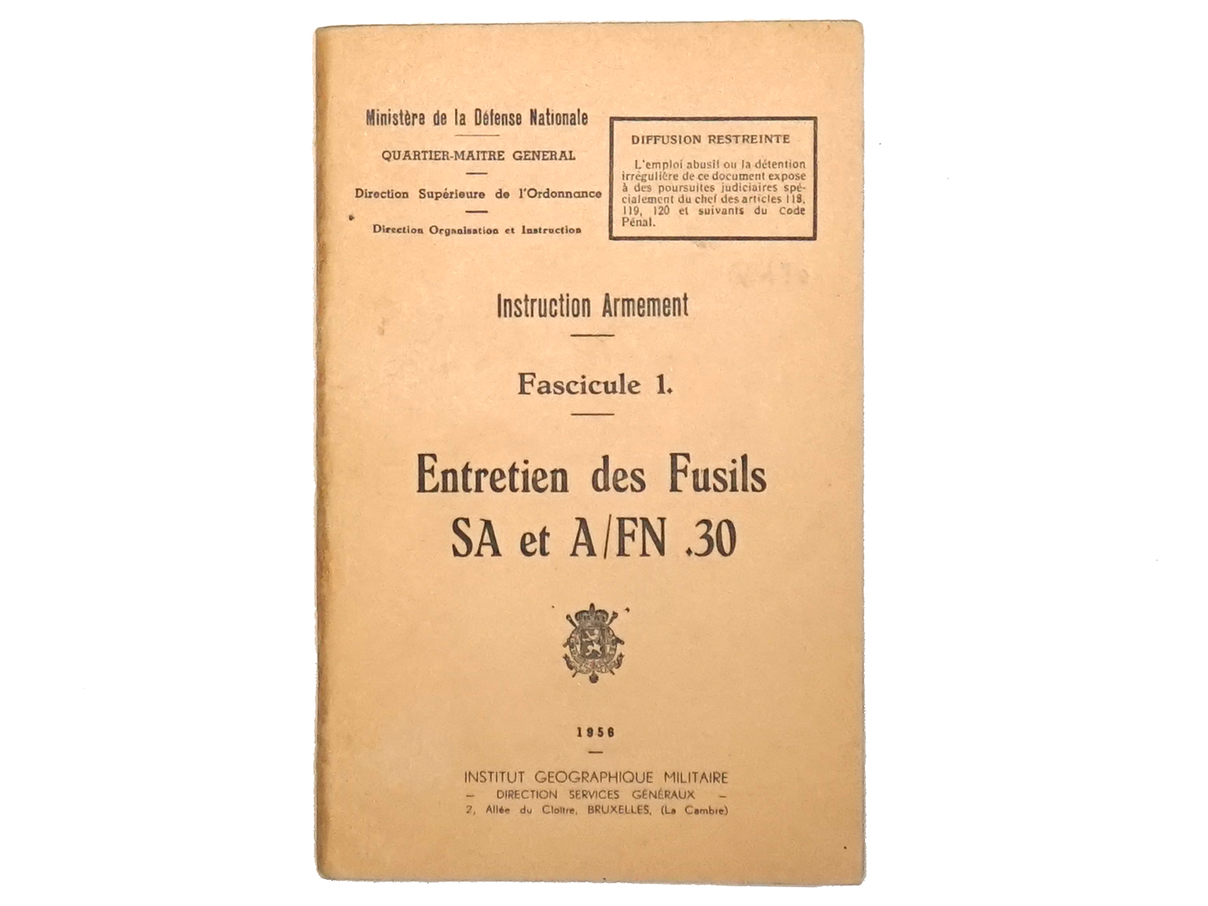 Ministère de la Défense Nationale
QUARTIER-MAITRE GENERAL
Direction Supérieure de l'Ordonnance
Direction Organisation et Instruction
DIFFUSION RESTREINTE
L'emploi abusif ou la détention
irrégulière de ce document expose
à des poursuites judiciaires spé-
cialement du chef des articles 118,
119, 120 et suivants du Code
Pénal.
Instruction Armement
Fascicule 1.
Entretien des Fusils
SA et A/FN .30
1956
INSTITUT GEOGRAPHIQUE MILITAIRE
— DIRECTION SERVICES GÉNÉRAUX —
2, Allée du Cloître, BRUXELLES, (La Cambre)